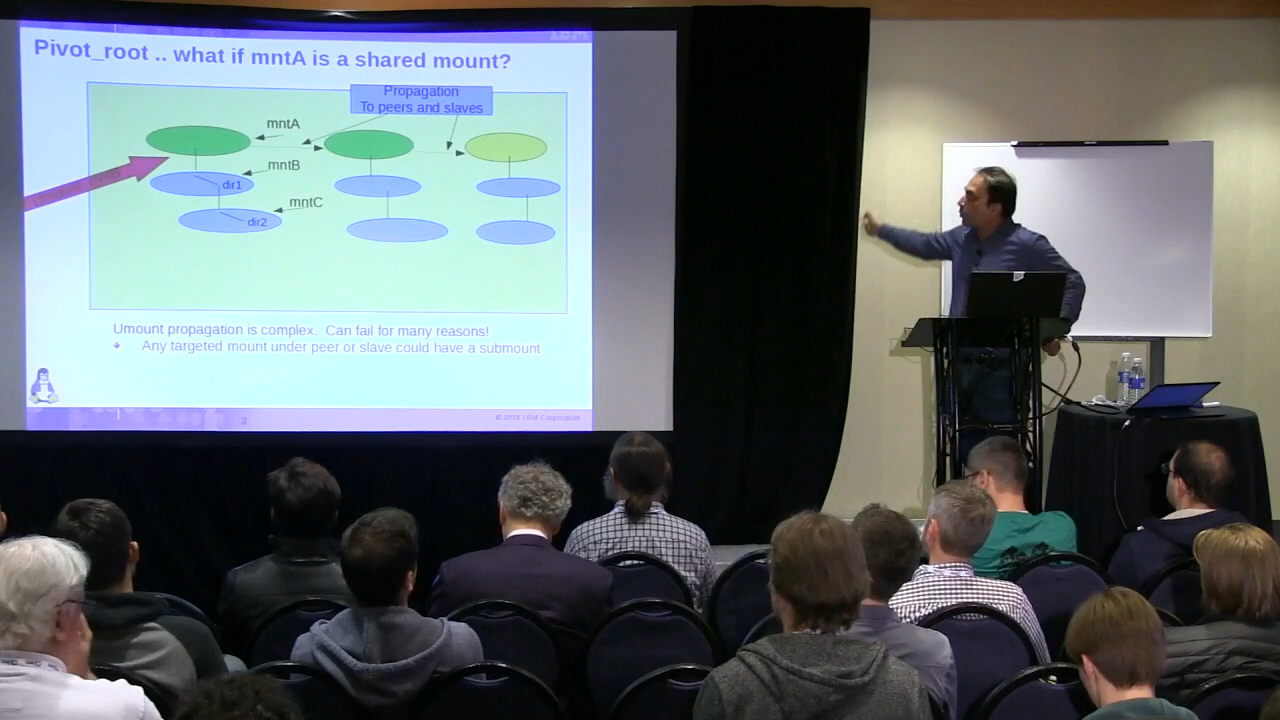 IBM
Pivot_root .. what if mntA is a shared mount?
Propagation
To peers and slaves
mntA
mntB
dir1
mntC
dir2
Umount propagation is complex. Can fail for many reasons!
Any targeted mount under peer or slave could have a submount
3
© 2018 IBM Corporation